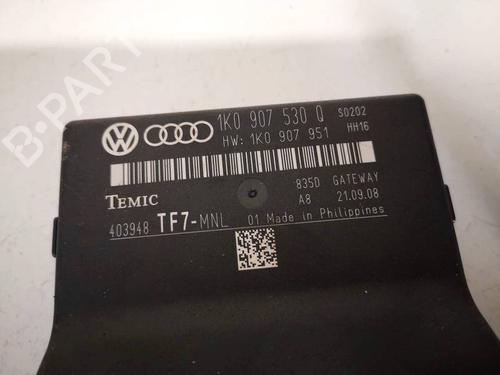 1K0 907 530 Q S0202
HW: 1K0 907 951 HH16
TEMIC
835D GATEWAY
A8 21.09.08
403948 TF7-MNL 01 Made in Philippines
B-PARTS